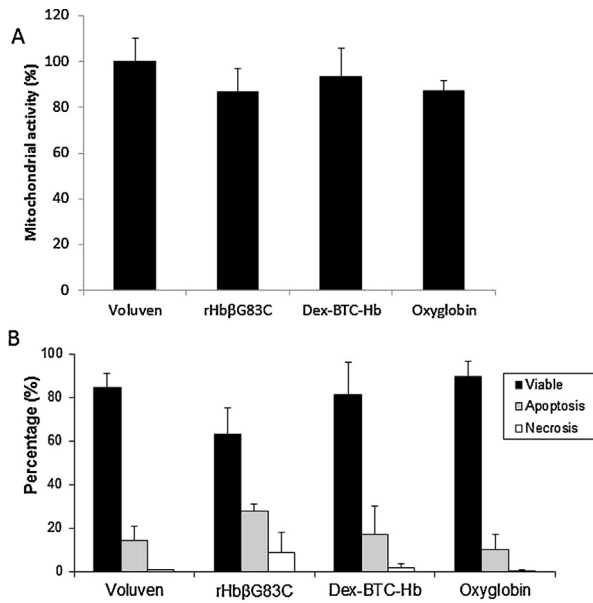 A
Mitochondrial activity (%)
120
100
80
60
40
20
0
Voluven rHbβG83C Dex-BTC-Hb Oxyglobin
B
Percentage (%)
100
80
60
40
20
0
Viable
Apoptosis
Necrosis
Voluven rHbβG83C Dex-BTC-Hb Oxyglobin